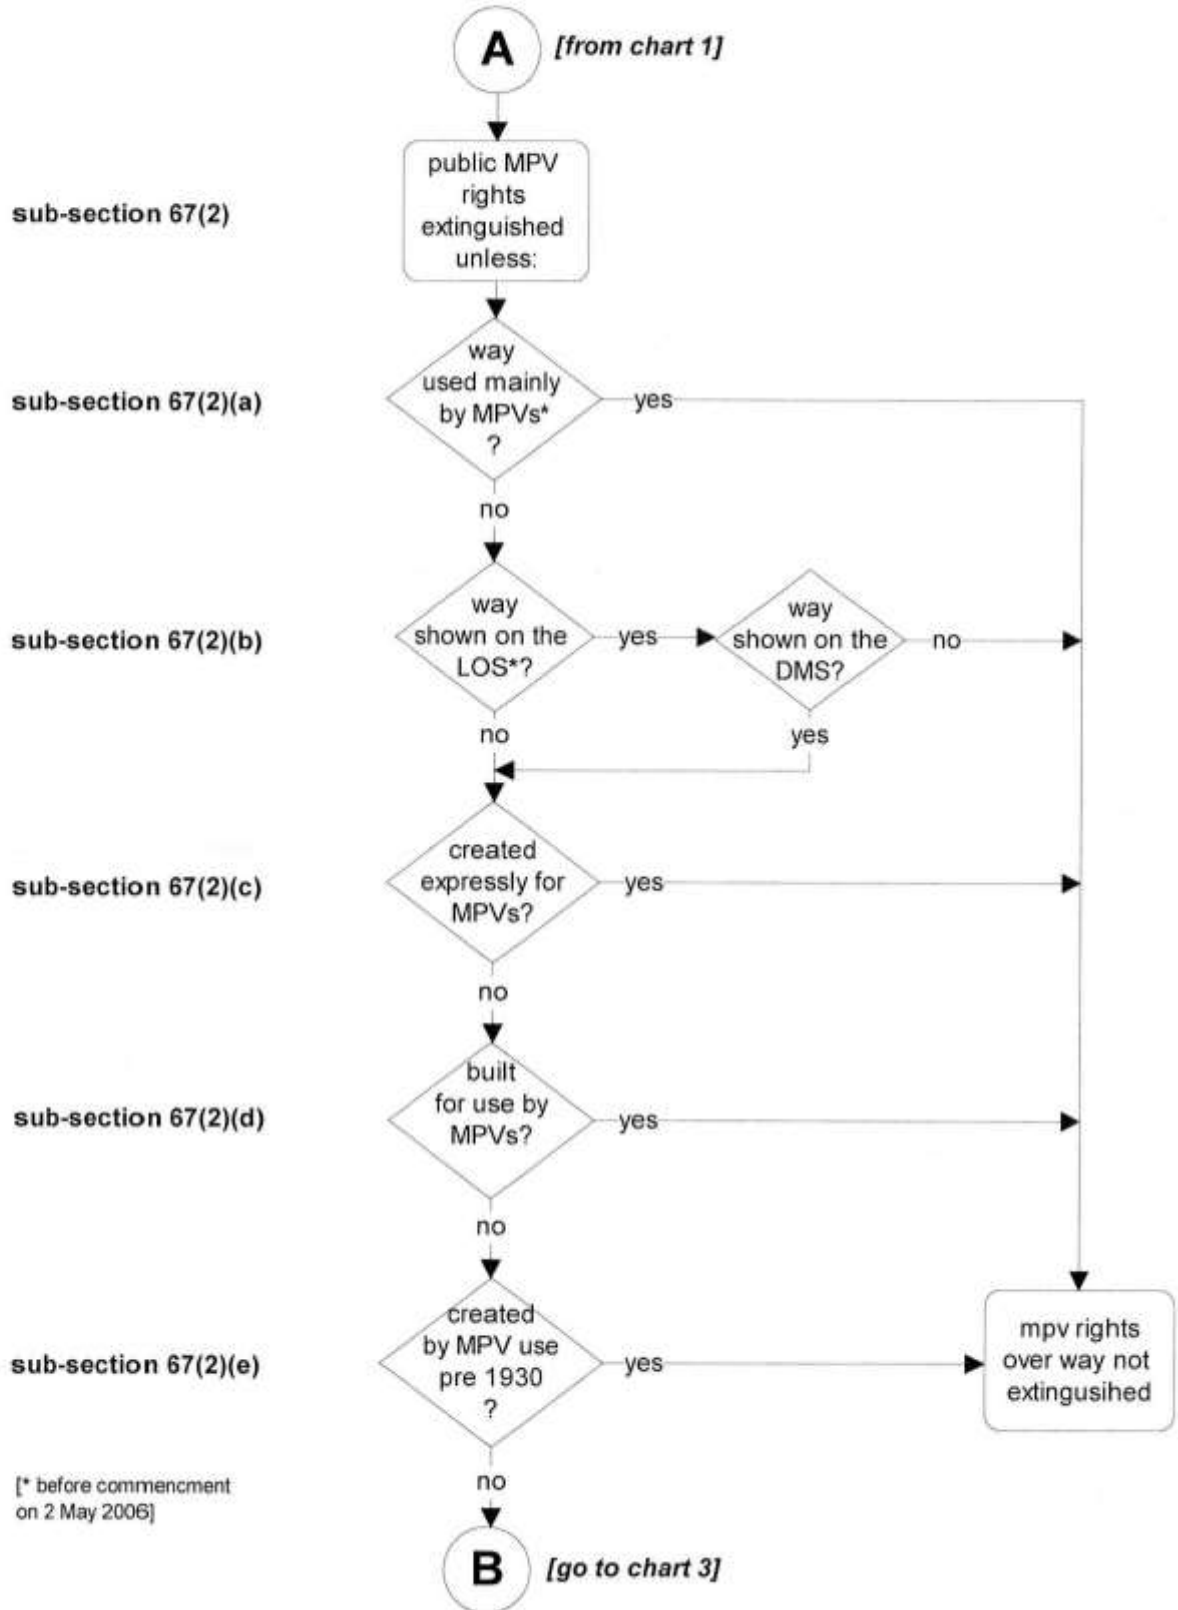 A
[from chart 1]
public MPV
rights
extinguished
unless:
sub-section 67(2)
way
used mainly
by MPVs*
?
sub-section 67(2)(a)
yes
no
way
shown on the
LOS*?
sub-section 67(2)(b)
yes
way
shown on the
DMS?
no
no
yes
created
expressly for
MPVs?
sub-section 67(2)(c)
yes
no
built
for use by
MPVs?
sub-section 67(2)(d)
yes
no
created
by MPV use
pre 1930
?
sub-section 67(2)(e)
yes
mpv rights
over way not
extingusihed
no
[* before commencment
on 2 May 2006]
B
[go to chart 3]